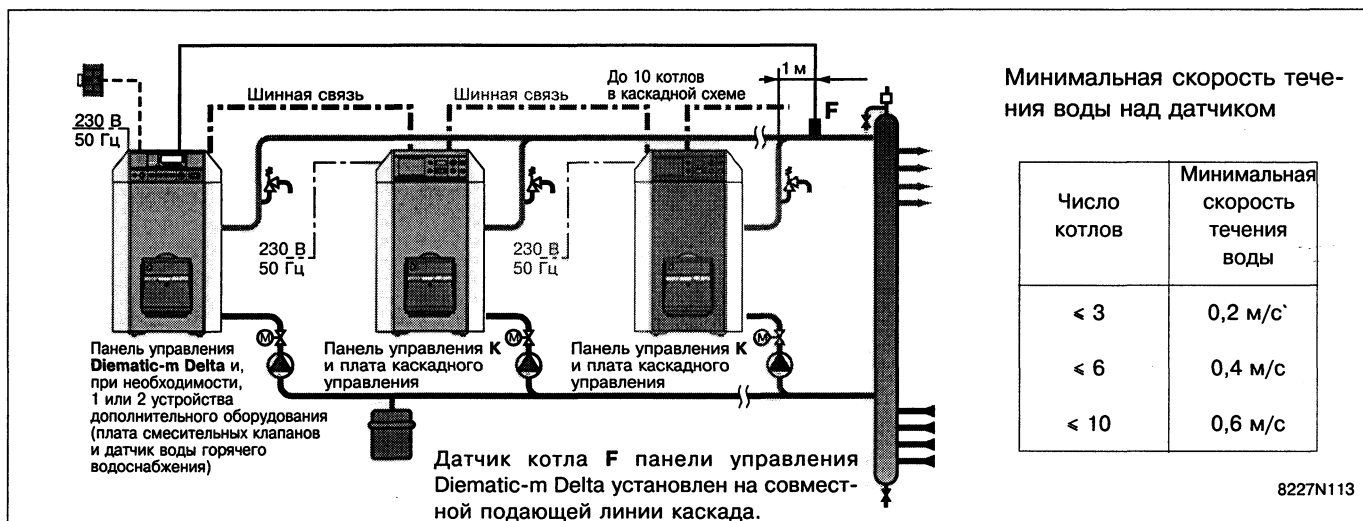 До 10 котлов
в каскадной схеме
1 м
F
Шинная связь
Шинная связь
230 В
50 Гц
230 В
50 Гц
230 В
50 Гц
M
M
M
Панель управления
Diematic-m Delta и,
при необходимости,
1 или 2 устройства
дополнительного оборудования
(плата смесительных клапанов
и датчик воды горячего
водоснабжения)
Панель управления К
и плата каскадного
управления
Панель управления К
и плата каскадного
управления
Датчик котла F панели управления
Diematic-m Delta установлен на совмест-
ной подающей линии каскада.
Минимальная скорость тече-
ния воды над датчиком
Число
котлов
Минимальная
скорость
течения
воды
⩽ 3
0,2 м/с
⩽ 6
0,4 м/с
⩽ 10
0,6 м/с
8227N113